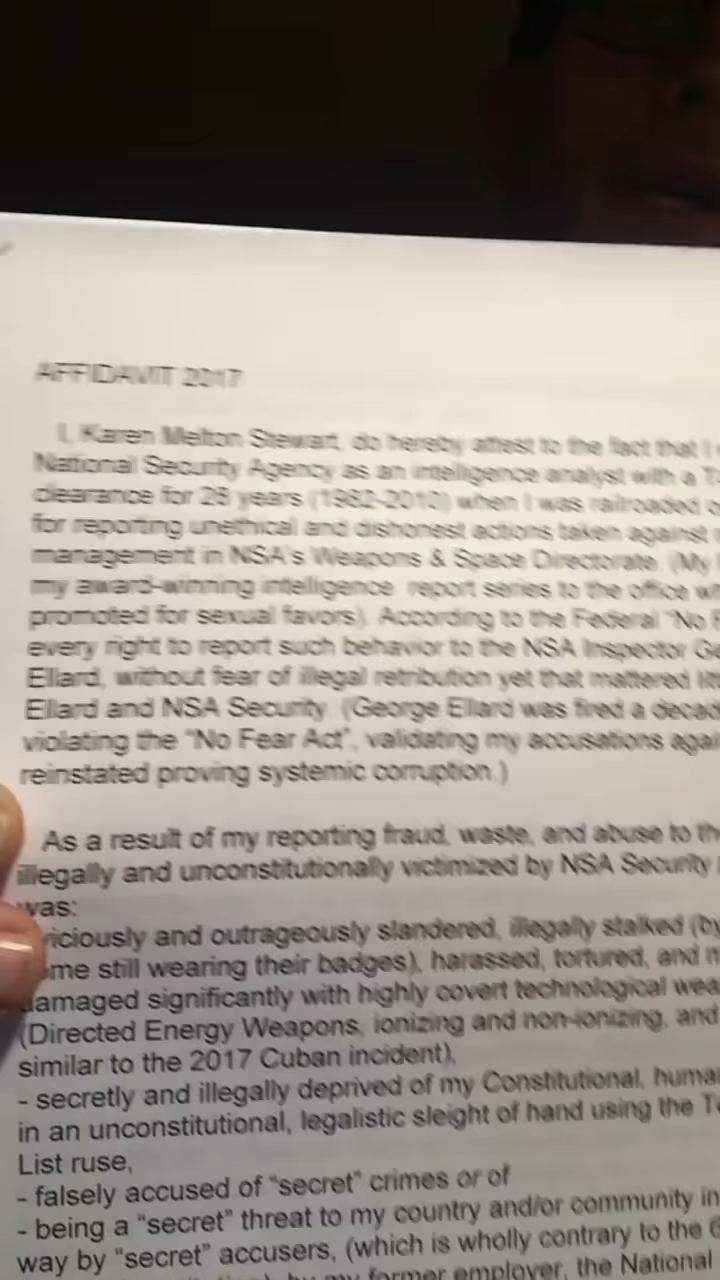 AFFIDAVIT 2017
I, Karen Melton Stewart, do hereby attest to the fact that I
National Security Agency as an intelligence analyst with a
clearance for 28 years (1982-2010) when I was railroaded
for reporting unethical and dishonest actions taken against
management in NSA's Weapons & Space Directorate. (My
my award-winning intelligence report series to the office
promoted for sexual favors). According to the Federal "No
every right to report such behavior to the NSA Inspector
Ellard, without fear of illegal retribution yet that mattered
Ellard and NSA Security. (George Ellard was fired a
violating the "No Fear Act", validating my accusations
reinstated proving systemic corruption.)
As a result of my reporting fraud, waste, and abuse to
illegally and unconstitutionally victimized by NSA Security
was:
viciously and outrageously slandered, illegally stalked (by
still wearing their badges), harassed, tortured, and
damaged significantly with highly covert technological
(Directed Energy Weapons, ionizing and non-ionizing, and
similar to the 2017 Cuban incident),
- secretly and illegally deprived of my Constitutional,
in an unconstitutional, legalistic sleight of hand using the
List ruse,
- falsely accused of "secret" crimes or of
- being a "secret" threat to my country and/or community in
way by "secret" accusers, (which is wholly contrary to the
by my former employer, the National